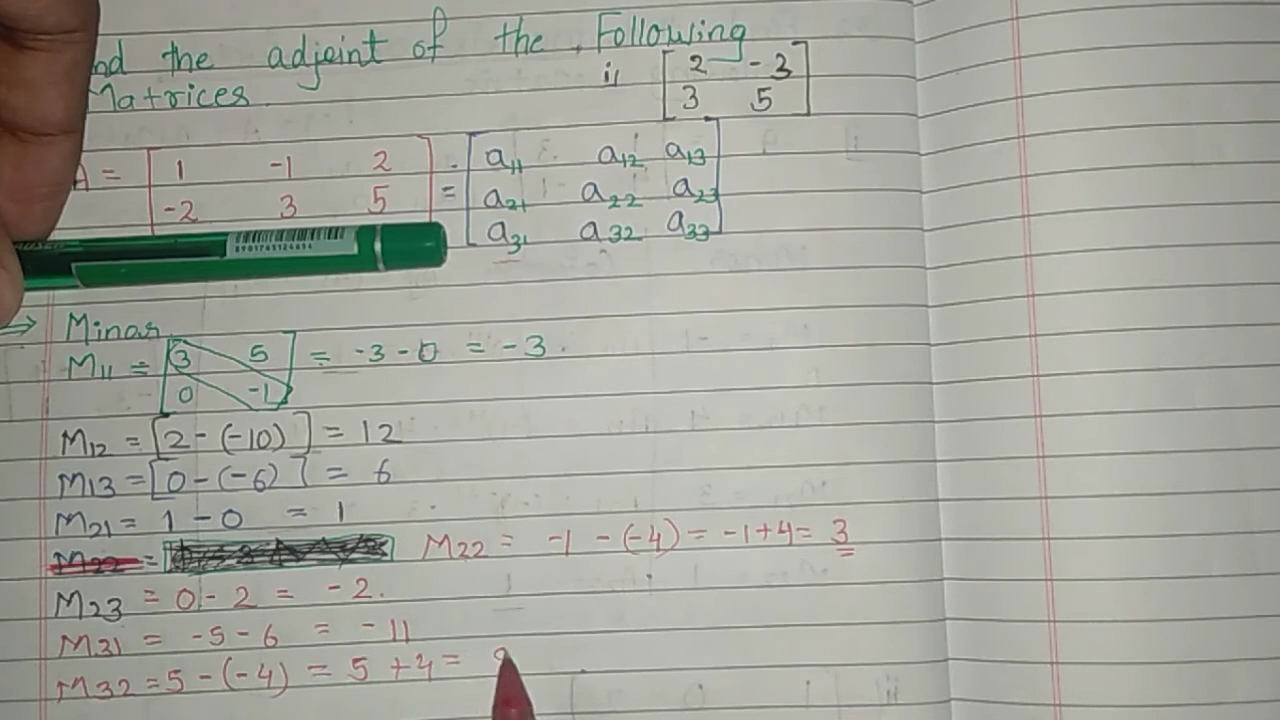 nd the adjoint of the Following
Matrices i) [2 -3
3 5]
A = [1 -1 2
-2 3 5] = [a11 a12 a13
a21 a22 a23
a31 a32 a33]
8901765124614
⇒ Minor
M11 = [3 5
0 -1] = -3 - 0 = -3.
M12 = [2-(-10)] = 12
M13 = [0-(-6)] = 6
M21 = 1 - 0 = 1
M22 = M22 = -1 -(-4) = -1+4 = 3
M23 = 0 - 2 = -2.
M31 = -5 - 6 = -11
M32 = 5 -(-4) = 5 + 4 =